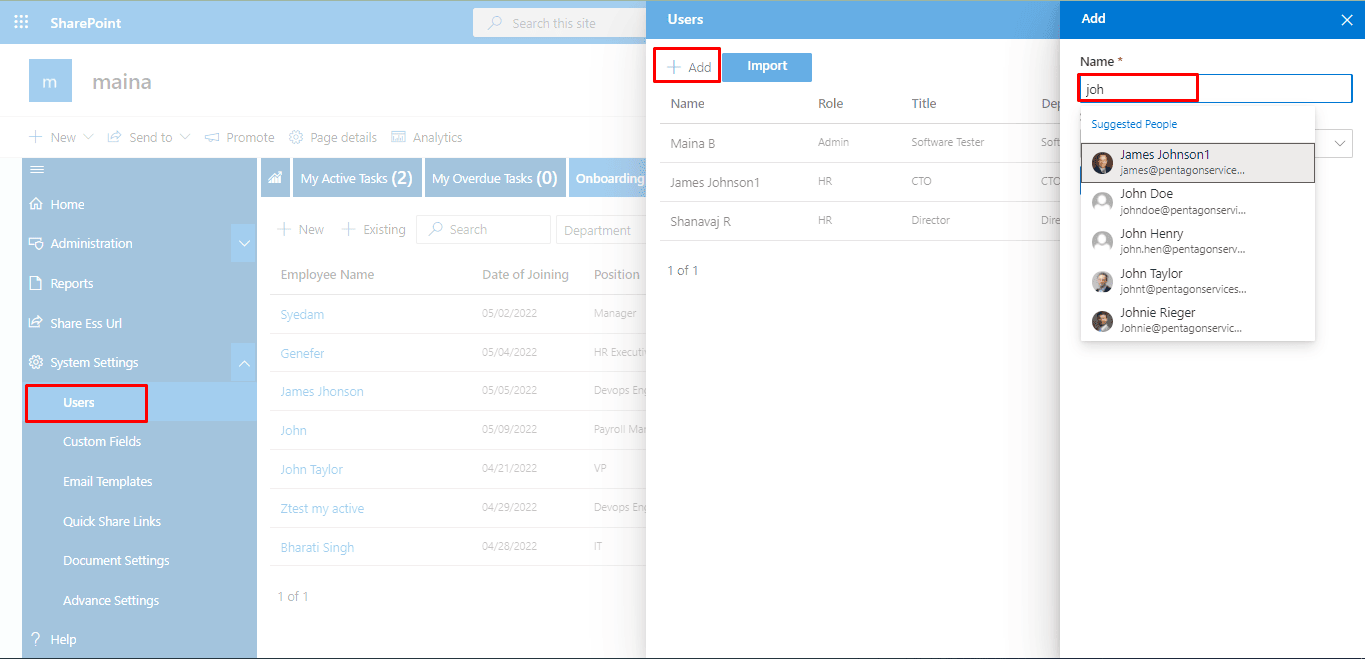 SharePoint
Search this site
m
maina
New
Send to
Promote
Page details
Analytics
Home
Administration
Reports
Share Ess Url
System Settings
Users
Custom Fields
Email Templates
Quick Share Links
Document Settings
Advance Settings
Help
My Active Tasks (2)
My Overdue Tasks (0)
Onboarding
New
Existing
Search
Department
Employee Name Date of Joining Position
Syedam 05/02/2022 Manager
Genefer 05/04/2022 HR Executi
James Jhonson 05/05/2022 Devops En
John 05/09/2022 Payroll Ma
John Taylor 04/21/2022 VP
Ztest my active 04/29/2022 Devops En
Bharati Singh 04/28/2022 IT
1 of 1
Users
Add
Import
Name Role Title Dep
Maina B Admin Software Tester Soft
James Johnson1 HR CTO CTO
Shanavaj R HR Director Dire
1 of 1
Add
Name *
joh
Suggested People
James Johnson1
james@pentagonservice...
John Doe
johndoe@pentagonservi...
John Henry
john.hen@pentagonserv...
John Taylor
johnt@pentagonservices...
Johnie Rieger
Johnie@pentagonservic...